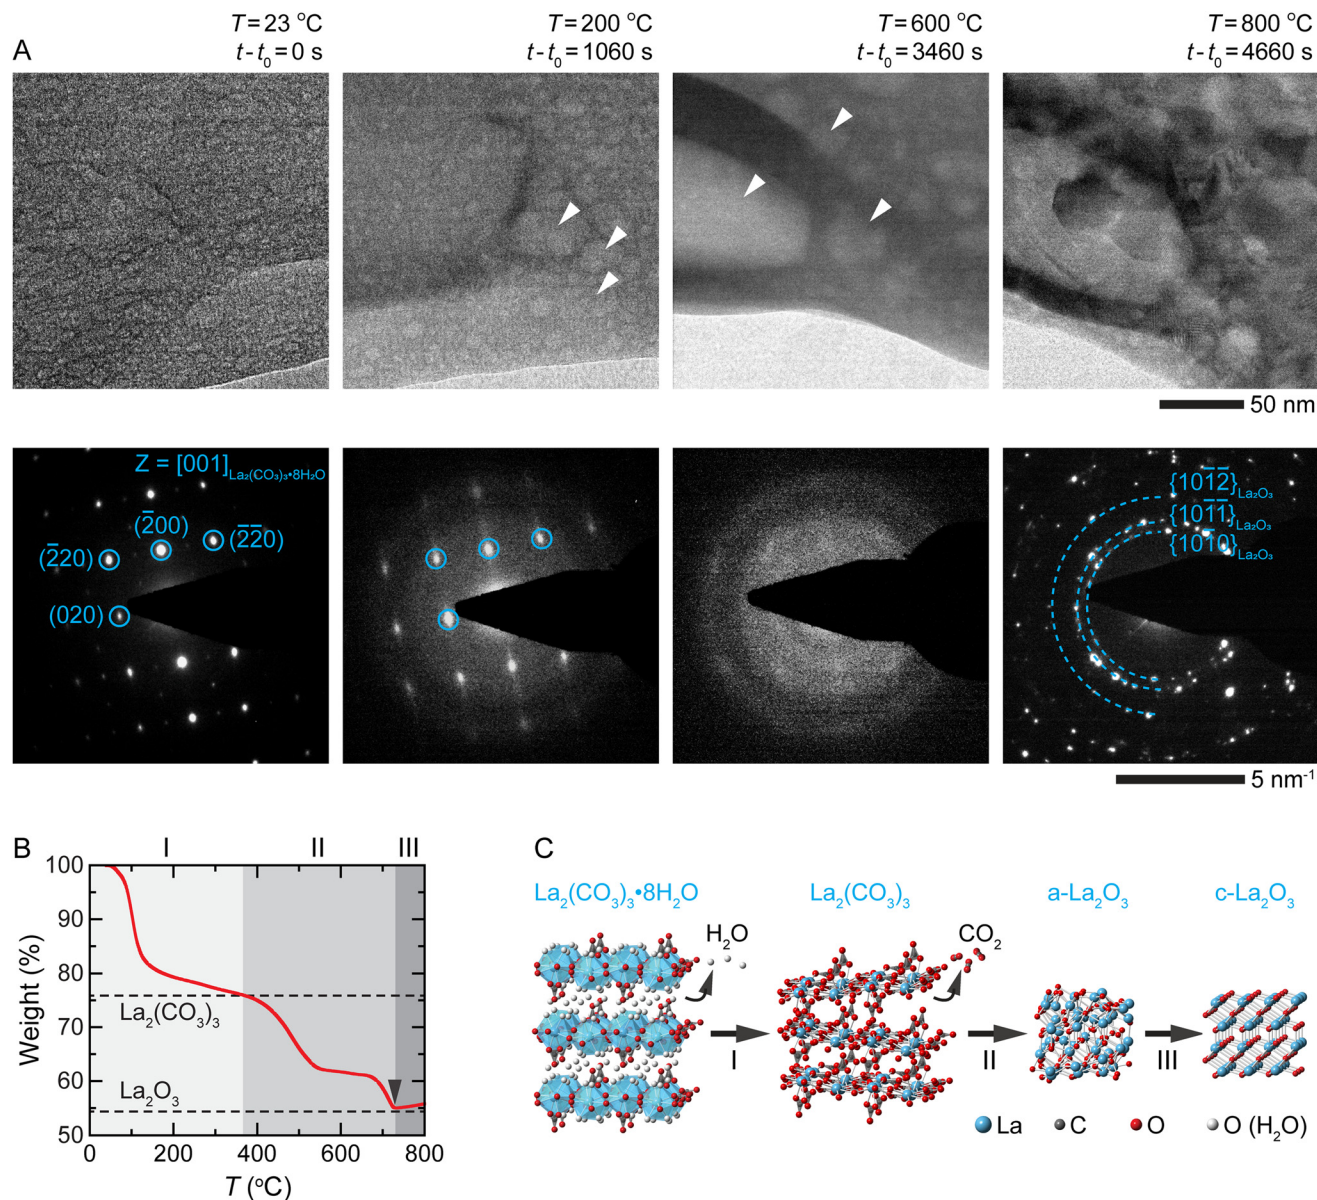 A
T = 23 °C
t - t₀ = 0 s
T = 200 °C
t - t₀ = 1060 s
T = 600 °C
t - t₀ = 3460 s
T = 800 °C
t - t₀ = 4660 s
50 nm
Z = [001]La₂(CO₃)₃•8H₂O
(2̅00)
(2̅20)
(2̅2̅0)
(020)
{101̅2̅}La₂O₃
{101̅1̅}La₂O₃
{101̅0}La₂O₃
5 nm⁻¹
B
I
II
III
100
90
80
70
60
50
Weight (%)
La₂(CO₃)₃
La₂O₃
0
200
400
600
800
T (°C)
C
La₂(CO₃)₃•8H₂O
La₂(CO₃)₃
a-La₂O₃
c-La₂O₃
H₂O
CO₂
I
II
III
La
C
O
O (H₂O)